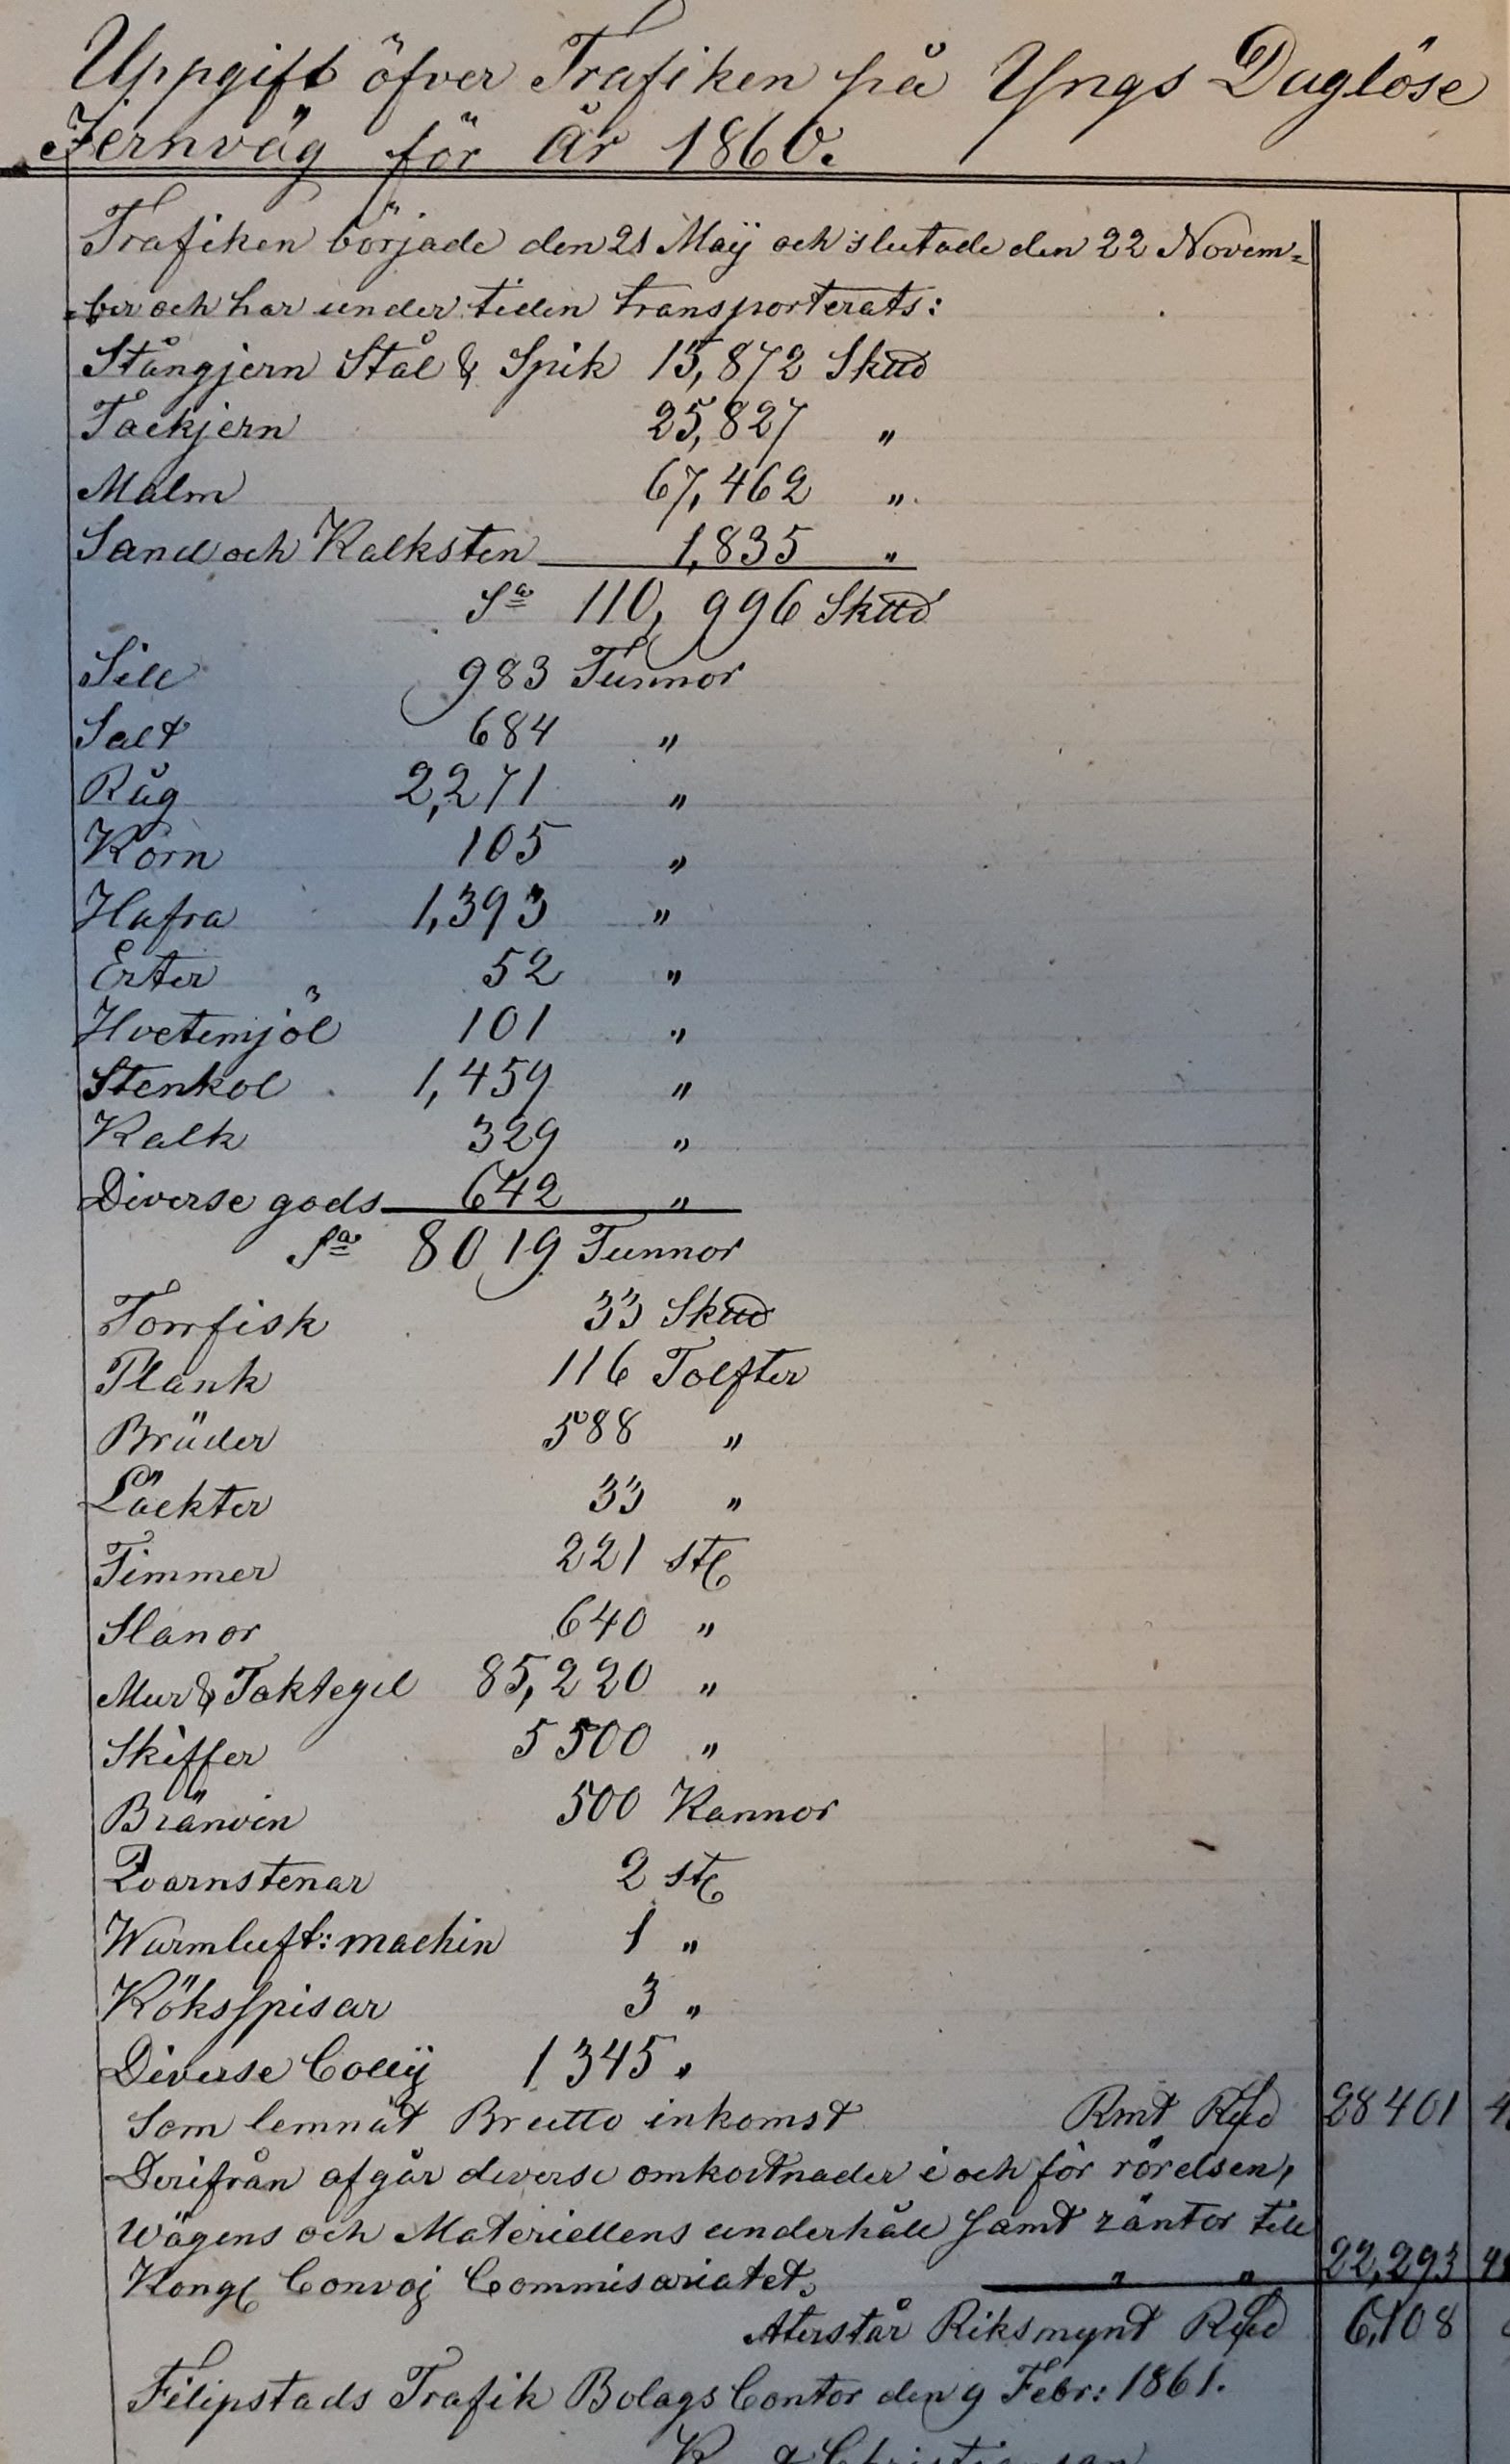 Uppgift öfver Trafiken på Yngs Daglöse
Jernväg för År 1860.
Trafiken började den 21 Maÿ och slutade den 22 Novem=
=ber och har under tiden transporterats:
Stångjern Stål & Spik 15,872 Skttd
Tackjern 25,827 "
Malm 67,462 "
Sand och Kalksten 1,835 "
Sa 110,996 Skttd
Sill 983 Tunnor
Salt 684 "
Råg 2,271 "
Korn 105 "
Hafra 1,393 "
Erter 52 "
Hvetemjöl 101 "
Stenkol 1,459 "
Kalk 329 "
Diverse gods 642 "
Sa 8019 Tunnor
Torrfisk 33 Skttd
Plank 116 Tolfter
Bräder 588 "
Läckter 33 "
Timmer 221 st
Slanor 640 "
Mur & Taktegel 85,220 "
Skiffer 5500 "
Bränvin 500 Kannor
Qvarnstenar 2 st
Warmluft: machin 1 "
Köksspisar 3 "
Diverse Collÿ 1345 "
Som lemnat Brutto inkomst Rmt Rd 28401
Derifrån afgår diverse omkostnader i och för rörelsen,
Wägens och Materiellens underhåll samt räntor till
Kongl Convoj Commisariatet. " " 22,293
Återstår Riksmynt Rd 6,108
Filipstads Trafik Bolags Contor den 9 Febr: 1861.